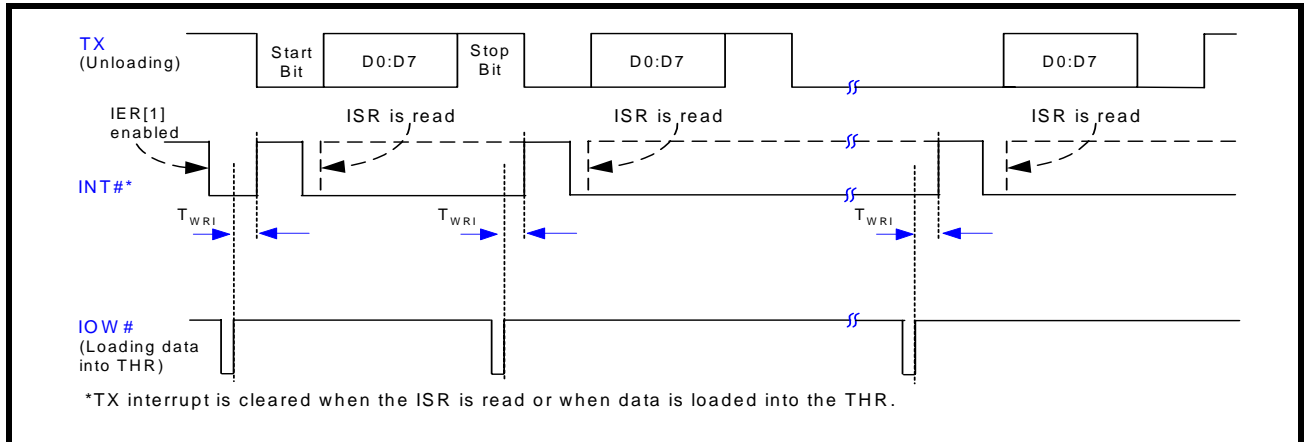 TX
(Unloading)
Start
Bit
D0:D7
Stop
Bit
D0:D7
D0:D7
IER[1]
enabled
ISR is read
ISR is read
ISR is read
INT#*
TWRI
TWRI
TWRI
IOW#
(Loading data
into THR)
*TX interrupt is cleared when the ISR is read or when data is loaded into the THR.